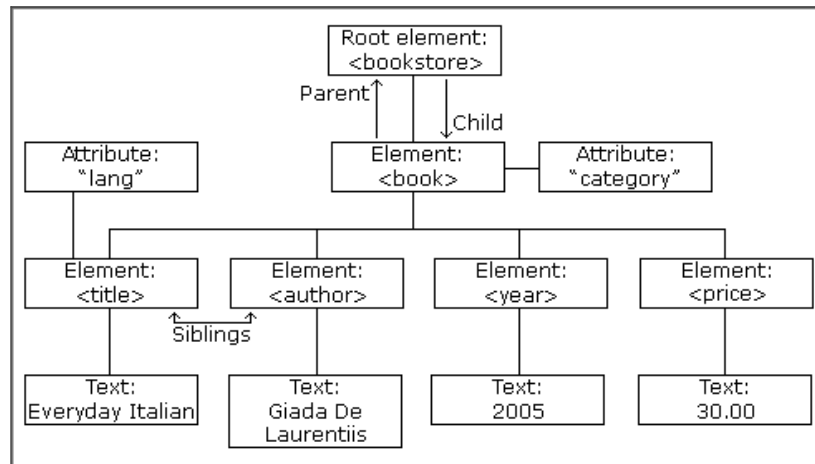 Root element:
<bookstore>
Parent
Child
Attribute:
"lang"
Element:
<book>
Attribute:
"category"
Element:
<title>
Element:
<author>
Element:
<year>
Element:
<price>
Siblings
Text:
Everyday Italian
Text:
Giada De
Laurentiis
Text:
2005
Text:
30.00